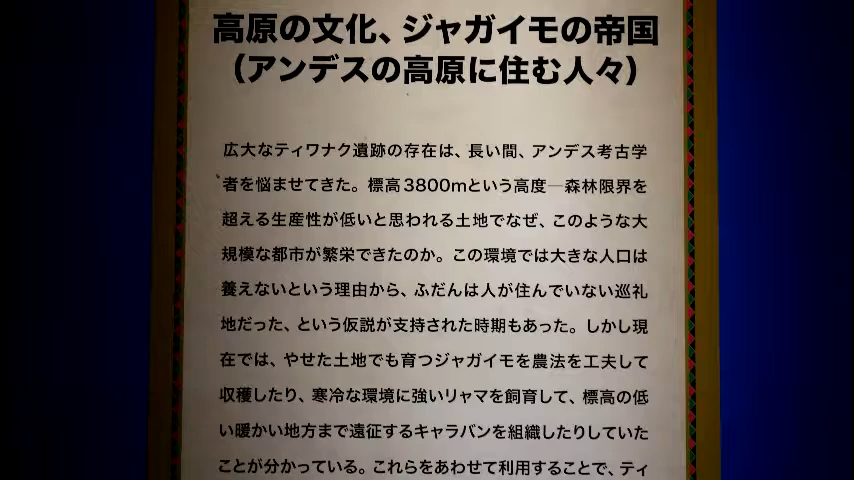 高原の文化、ジャガイモの帝国
(アンデスの高原に住む人々)
広大なティワナク遺跡の存在は、長い間、アンデス考古学
者を悩ませてきた。標高3800mという高度─森林限界を
超える生産性が低いと思われる土地でなぜ、このような大
規模な都市が繁栄できたのか。この環境では大きな人口は
養えないという理由から、ふだんは人が住んでいない巡礼
地だった、という仮説が支持された時期もあった。しかし現
在では、やせた土地でも育つジャガイモを農法を工夫して
収穫したり、寒冷な環境に強いリャマを飼育して、標高の低
い暖かい地方まで遠征するキャラバンを組織したりしていた
ことが分かっている。これらをあわせて利用することで、ティ